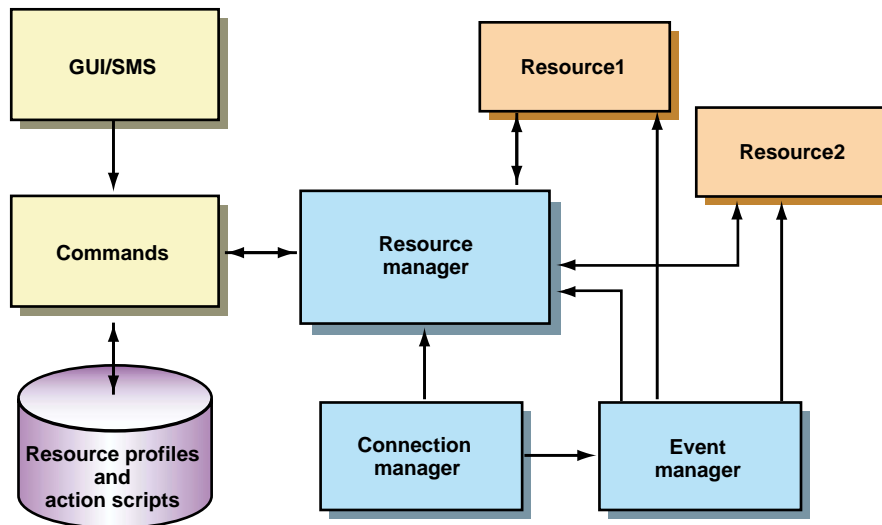 GUI/SMS
Resource1
Resource2
Commands
Resource
manager
Resource profiles
and
action scripts
Connection
manager
Event
manager